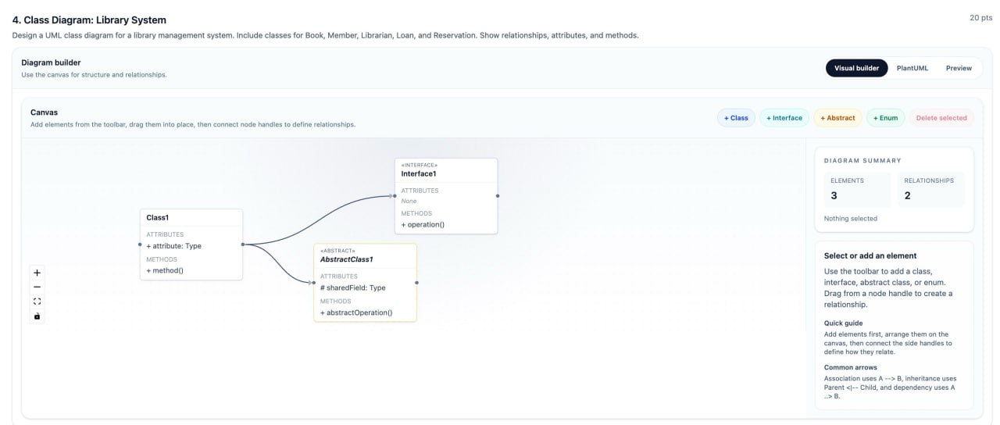 4. Class Diagram: Library System
20 pts
Design a UML class diagram for a library management system. Include classes for Book, Member, Librarian, Loan, and Reservation. Show relationships, attributes, and methods.
Diagram builder
Use the canvas for structure and relationships.
Visual builder
PlantUML
Preview
Canvas
Add elements from the toolbar, drag them into place, then connect node handles to define relationships.
+ Class
+ Interface
+ Abstract
+ Enum
Delete selected
«INTERFACE»
Interface1
ATTRIBUTES
None
METHODS
+ operation()
Class1
ATTRIBUTES
+ attribute: Type
METHODS
+ method()
«ABSTRACT»
AbstractClass1
ATTRIBUTES
# sharedField: Type
METHODS
+ abstractOperation()
DIAGRAM SUMMARY
ELEMENTS
3
RELATIONSHIPS
2
Nothing selected
Select or add an element
Use the toolbar to add a class,
interface, abstract class, or enum.
Drag from a node handle to create a
relationship.
Quick guide
Add elements first, arrange them on the
canvas, then connect the side handles to
define how they relate.
Common arrows
Association uses A --> B, inheritance uses
Parent <|-- Child, and dependency uses A
..> B.